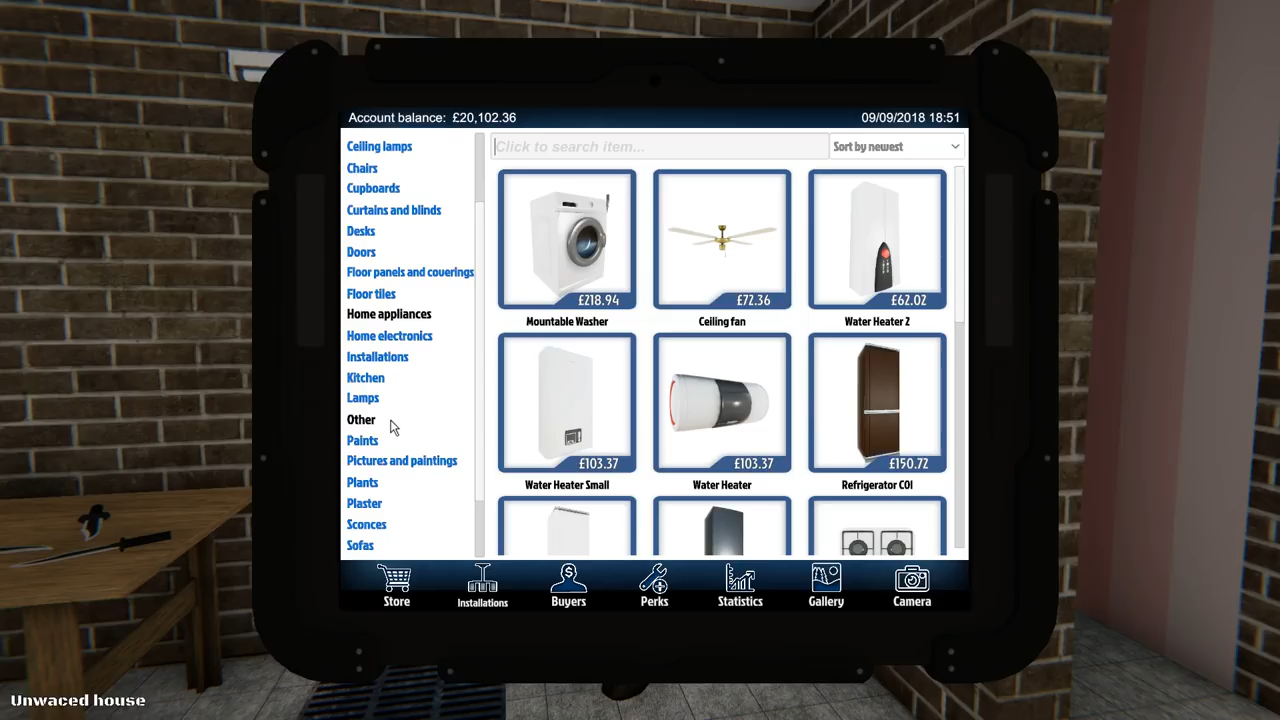 Account balance: £20,102.36
09/09/2018 18:51
Ceiling lamps
Chairs
Cupboards
Curtains and blinds
Desks
Doors
Floor panels and coverings
Floor tiles
Home appliances
Home electronics
Installations
Kitchen
Lamps
Other
Paints
Pictures and paintings
Plants
Plaster
Sconces
Sofas
Click to search item...
Sort by newest
£218.94
£72.36
£62.02
Mountable Washer
Ceiling fan
Water Heater 2
£103.37
£103.37
£150.72
Water Heater Small
Water Heater
Refrigerator C01
Store
Installations
Buyers
Perks
Statistics
Gallery
Camera
Unwaced house